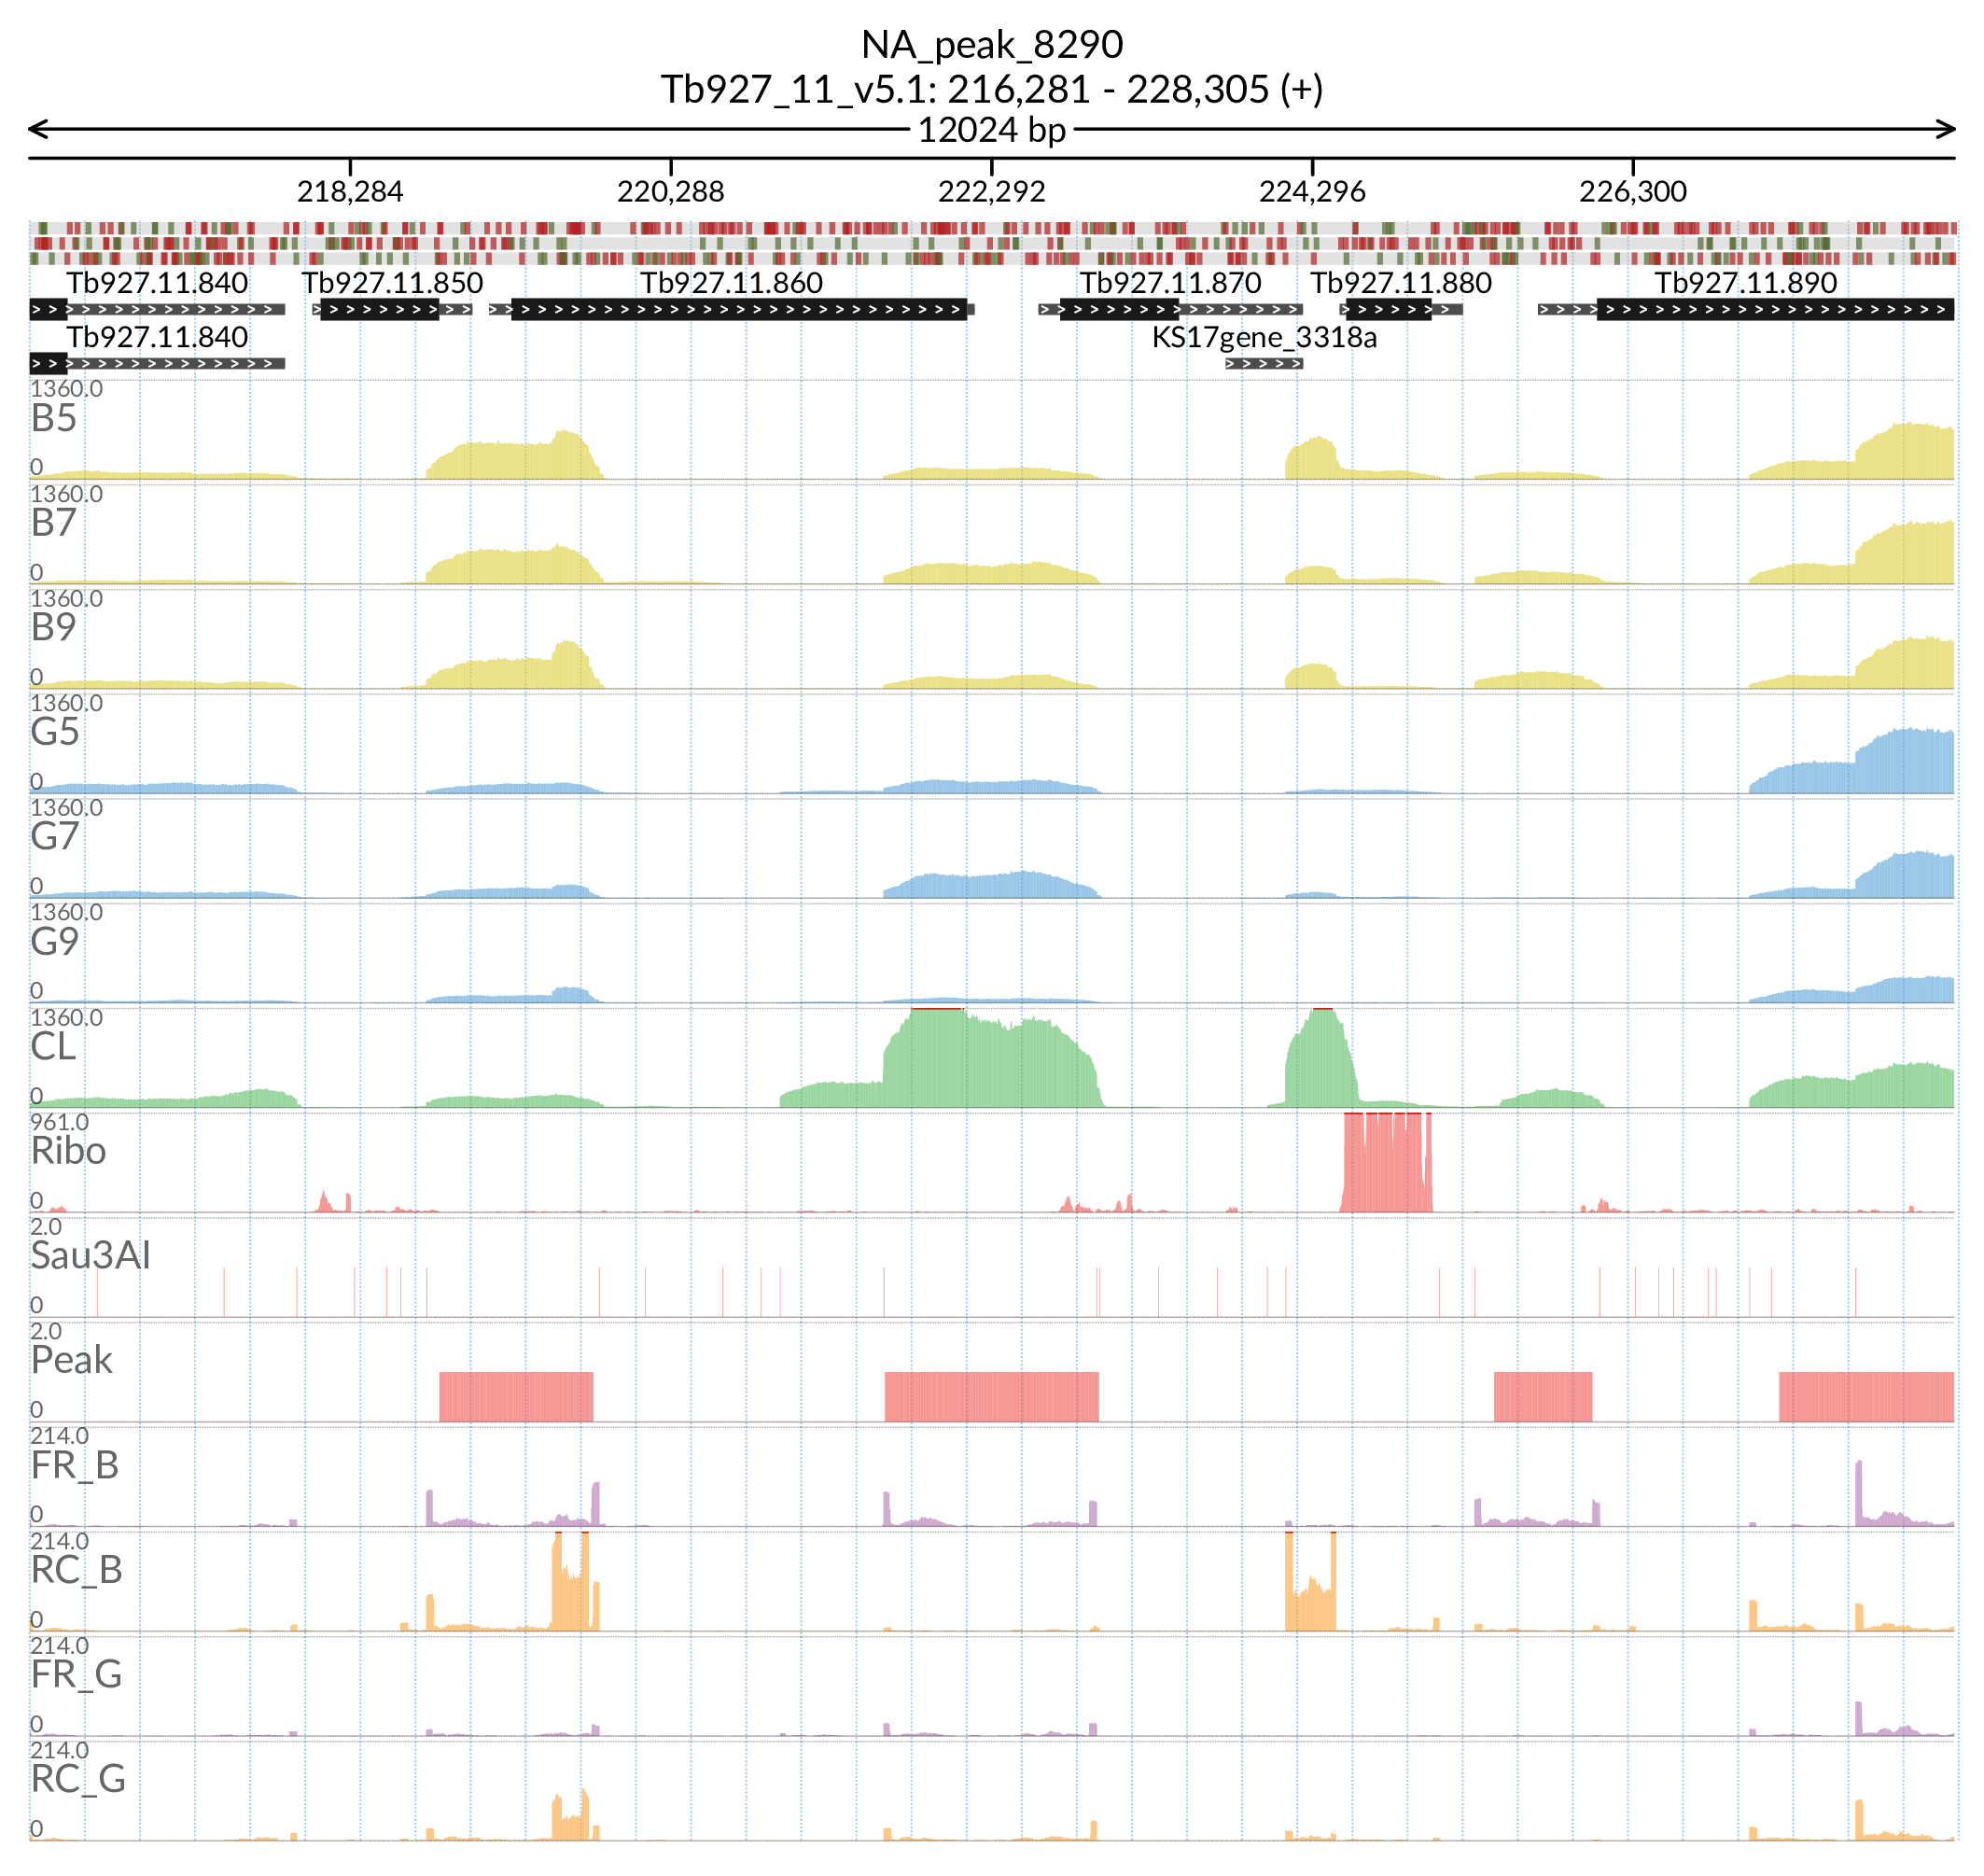 NA_peak_8290
Tb927_11_v5.1: 216,281 - 228,305 (+)
12024 bp
218,284 220,288 222,292 224,296 226,300
Tb927.11.840 Tb927.11.850 Tb927.11.860 Tb927.11.870 Tb927.11.880 Tb927.11.890
Tb927.11.840 KS17gene_3318a
1360.0
B5
0
1360.0
B7
0
1360.0
B9
0
1360.0
G5
0
1360.0
G7
0
1360.0
G9
0
1360.0
CL
0
961.0
Ribo
0
2.0
Sau3AI
0
2.0
Peak
0
214.0
FR_B
0
214.0
RC_B
0
214.0
FR_G
0
214.0
RC_G
0